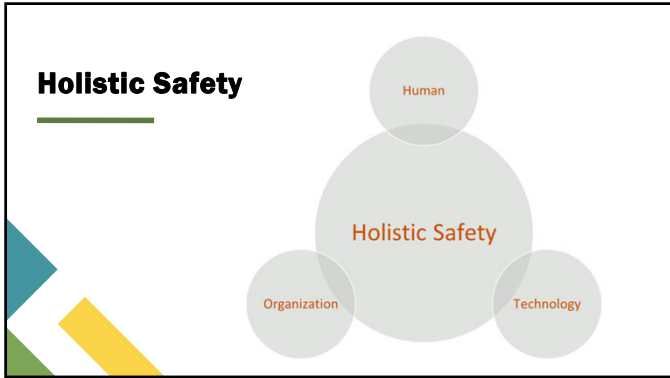 Holistic Safety
Human
Holistic Safety
Organization
Technology